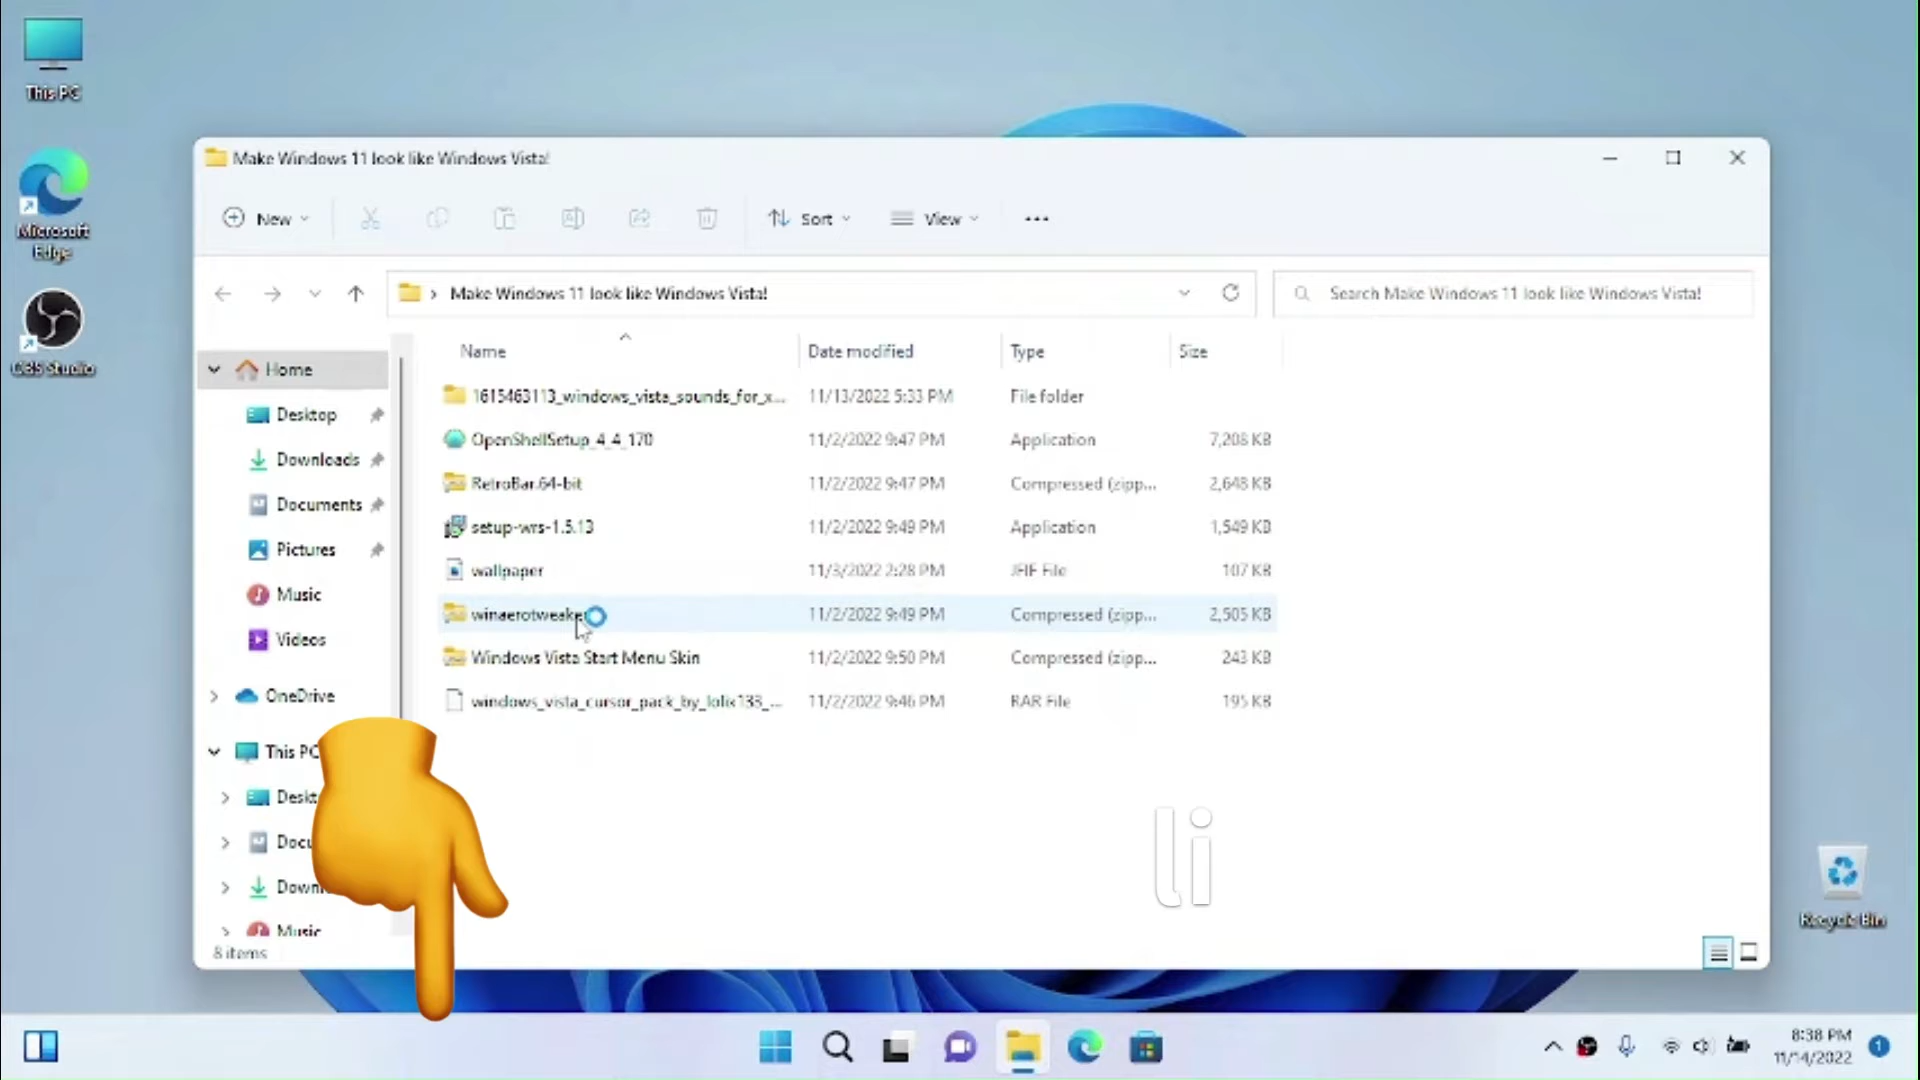 This PC
Microsoft
Edge
OBS Studio
Make Windows 11 look like Windows Vista!
New
Sort
View
Make Windows 11 look like Windows Vista!
Search Make Windows 11 look like Windows Vista!
Name Date modified Type Size
Home
Desktop
Downloads
Documents
Pictures
Music
Videos
OneDrive
This PC
Deskt
Docu
Down
Music
1615463113_windows_vista_sounds_for_x... 11/13/2022 5:33 PM File folder
OpenShellSetup_4_4_170 11/2/2022 9:47 PM Application 7,208 KB
RetroBar.64-bit 11/2/2022 9:47 PM Compressed (zipp... 2,648 KB
setup-wrs-1.5.13 11/2/2022 9:49 PM Application 1,549 KB
wallpaper 11/3/2022 2:28 PM JFIF File 107 KB
winaerotweaker 11/2/2022 9:49 PM Compressed (zipp... 2,505 KB
Windows Vista Start Menu Skin 11/2/2022 9:50 PM Compressed (zipp... 243 KB
windows_vista_cursor_pack_by_lolix133_... 11/2/2022 9:46 PM RAR File 195 KB
li
8 items
Recycle Bin
8:38 PM
11/14/2022
1